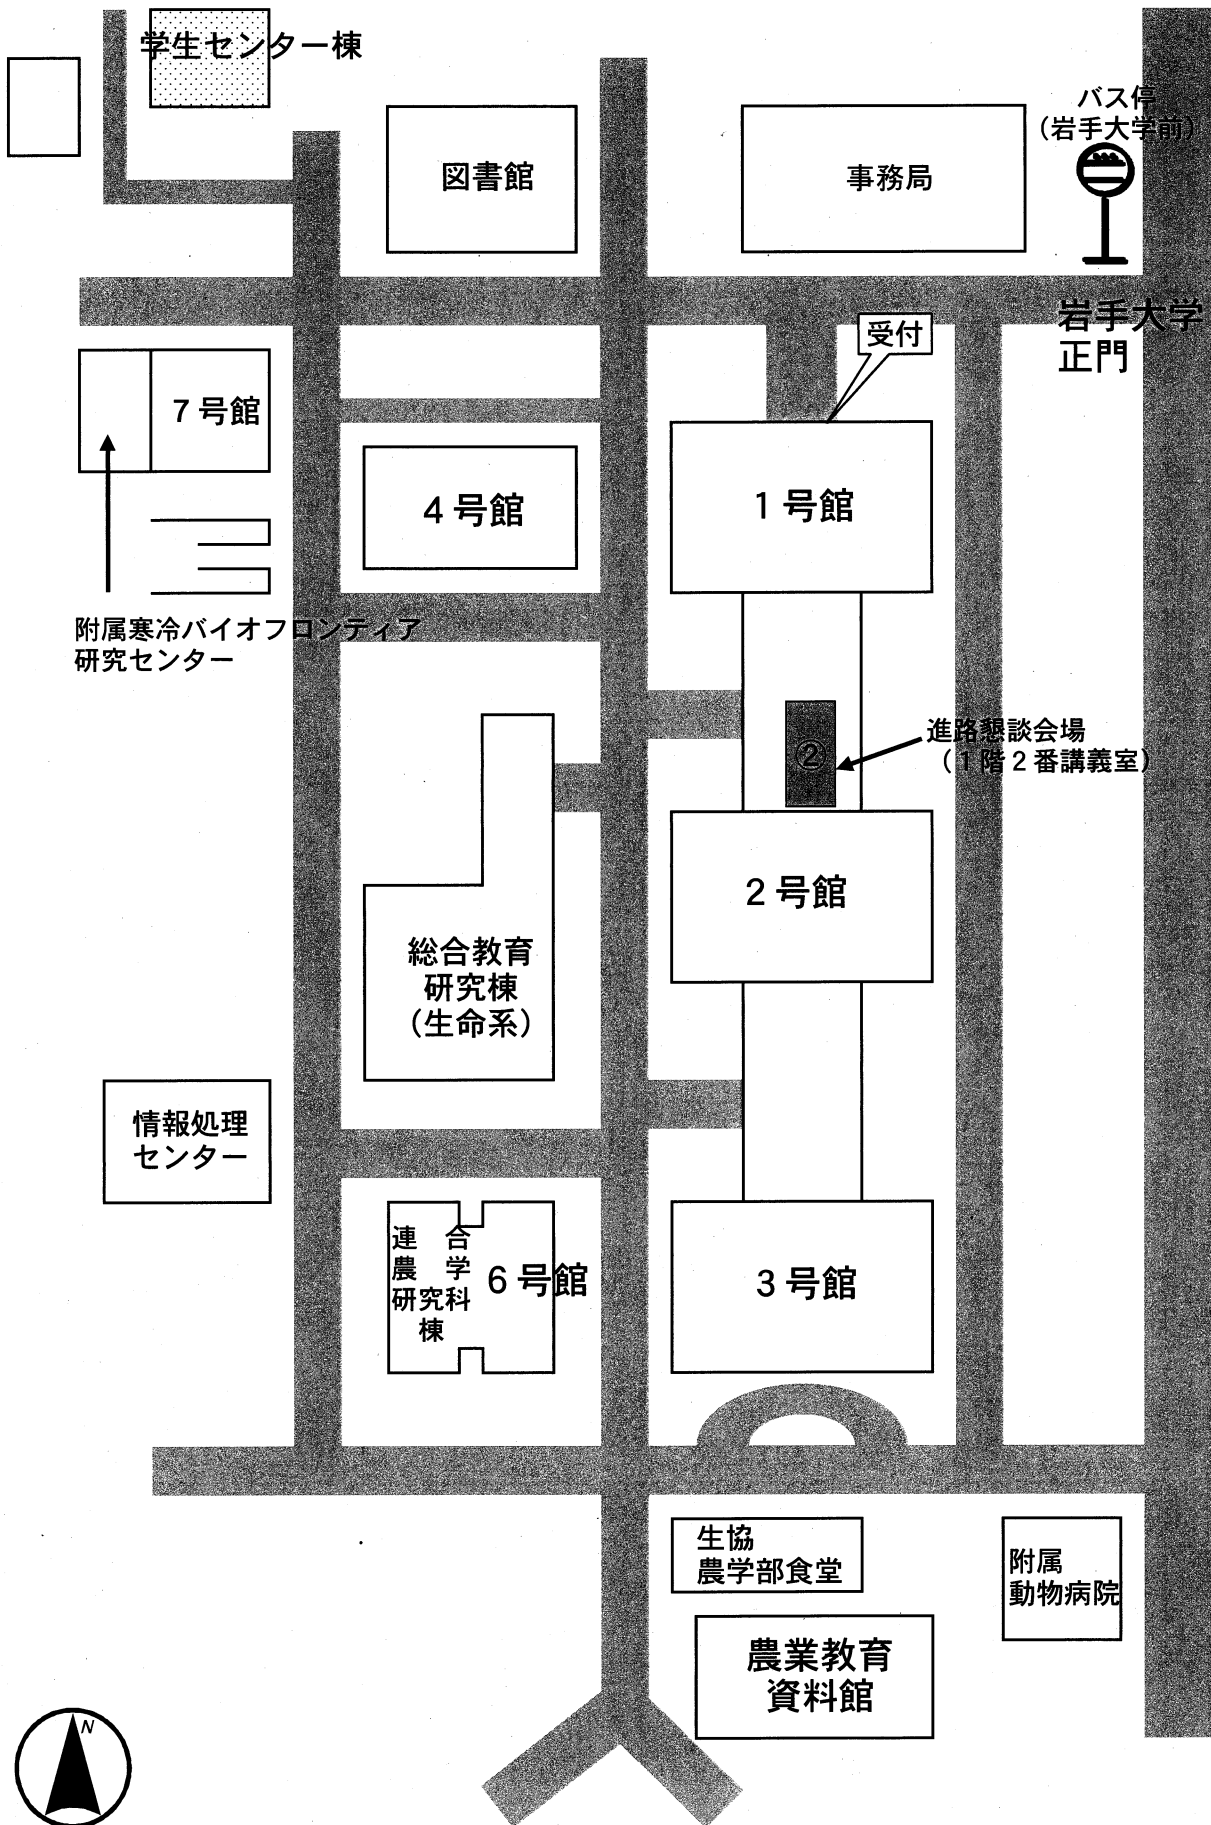 学生センター棟
バス停
（岩手大学前）
図書館
事務局
岩手大学
正門
受付
７号館
４号館
１号館
附属寒冷バイオフロンティア
研究センター
進路懇談会場
（１階２番講義室）
②
２号館
総合教育
研究棟
（生命系）
情報処理
センター
連　合
農　学
研究科
棟
６号館
３号館
生協
農学部食堂
附属
動物病院
農業教育
資料館
N